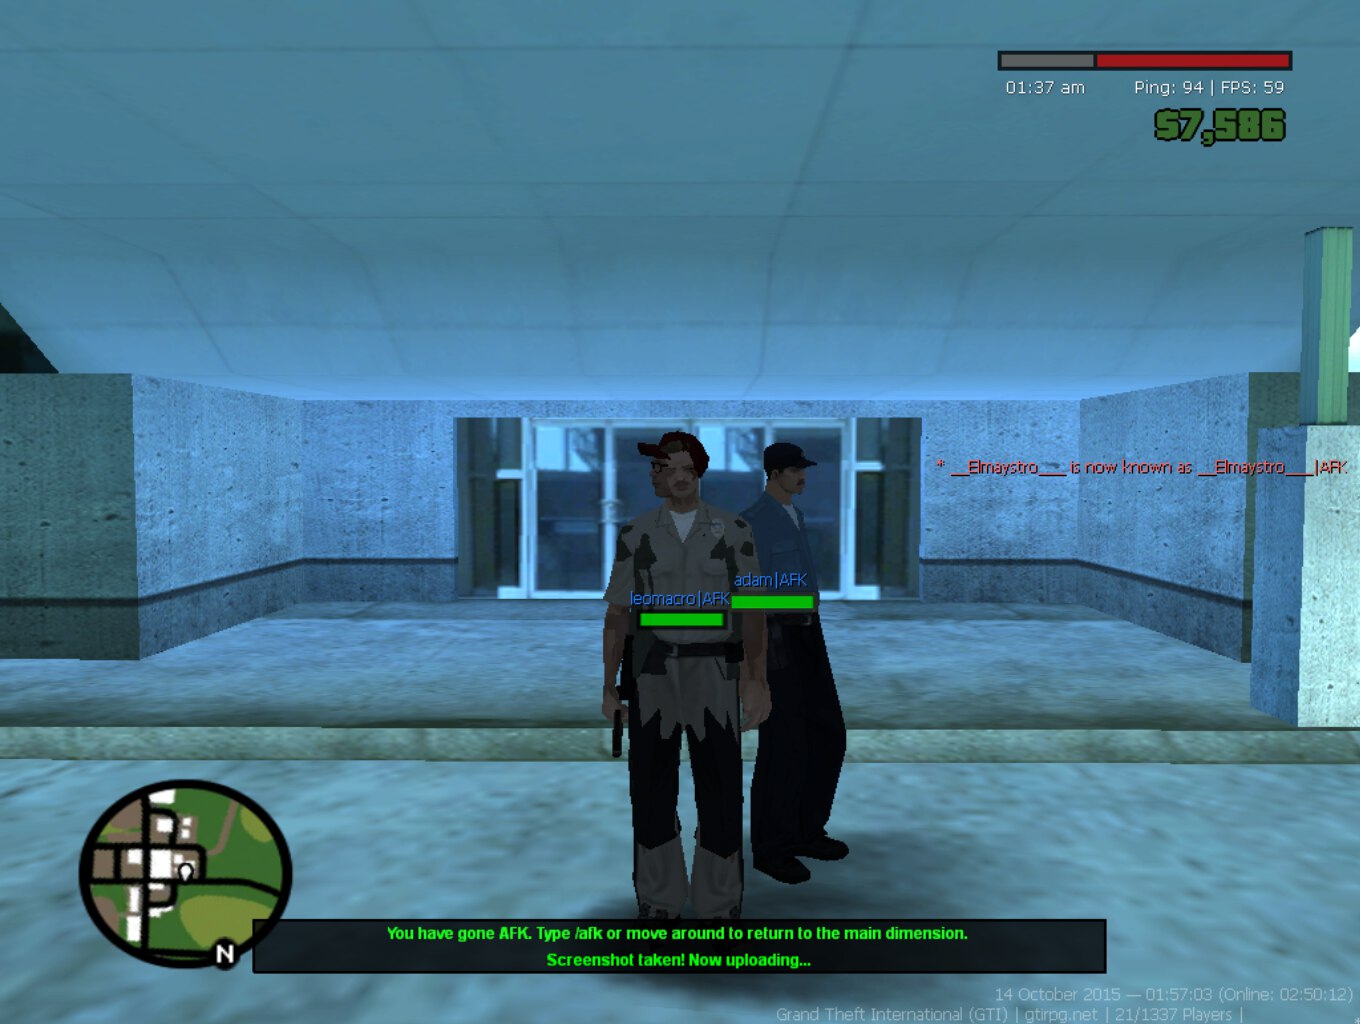 01:37 am
Ping: 94 | FPS: 59
$7,586
* __Elmaystro___ is now known as __Elmaystro___|AFK
adam|AFK
leomacro|AFK
N
You have gone AFK. Type /afk or move around to return to the main dimension.
Screenshot taken! Now uploading...
14 October 2015 — 01:57:03 (Online: 02:50:12)
Grand Theft International (GTI) | gtirpg.net | 21/1337 Players |